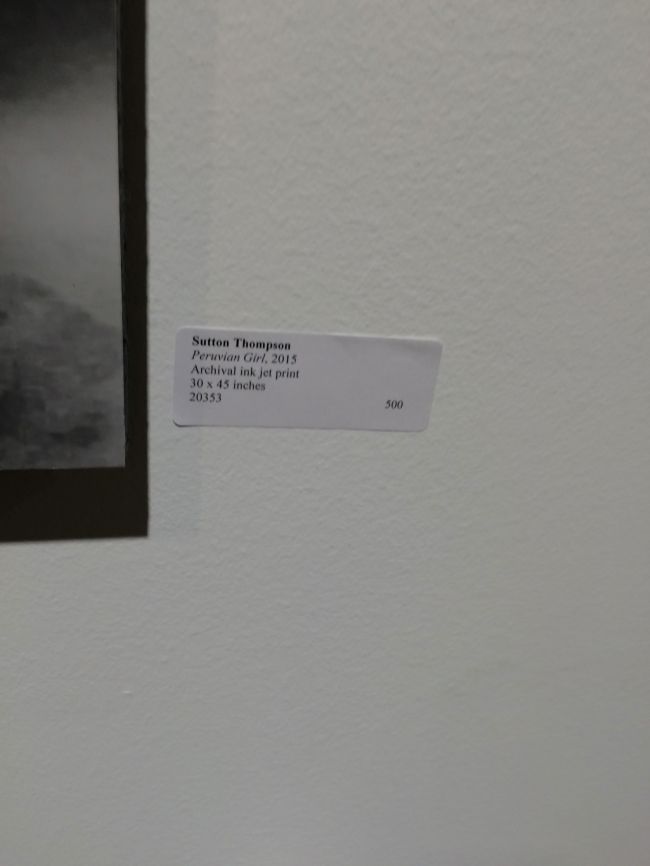 Sutton Thompson
Peruvian Girl, 2015
Archival ink jet print
30 x 45 inches
20353
500